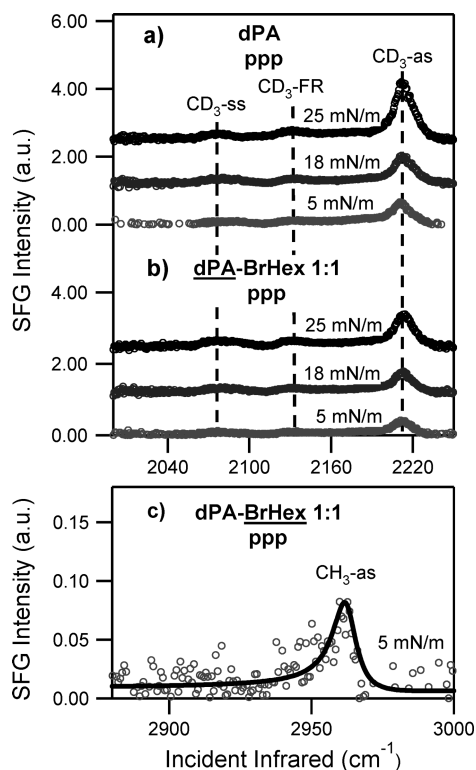 a) dPA
ppp
CD3-as
CD3-ss
CD3-FR
25 mN/m
18 mN/m
5 mN/m
6.00
4.00
2.00
0.00
SFG Intensity (a.u.)
b) dPA-BrHex 1:1
ppp
25 mN/m
18 mN/m
5 mN/m
4.00
2.00
0.00
2040
2100
2160
2220
c) dPA-BrHex 1:1
ppp
CH3-as
5 mN/m
0.15
0.10
0.05
0.00
SFG Intensity (a.u.)
2900
2950
3000
Incident Infrared (cm-1)